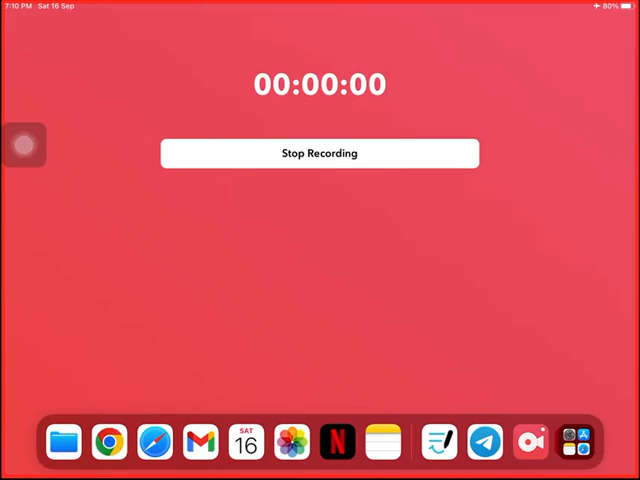 7:10 PM Sat 16 Sep
80%
00:00:00
Stop Recording
SAT
16
N